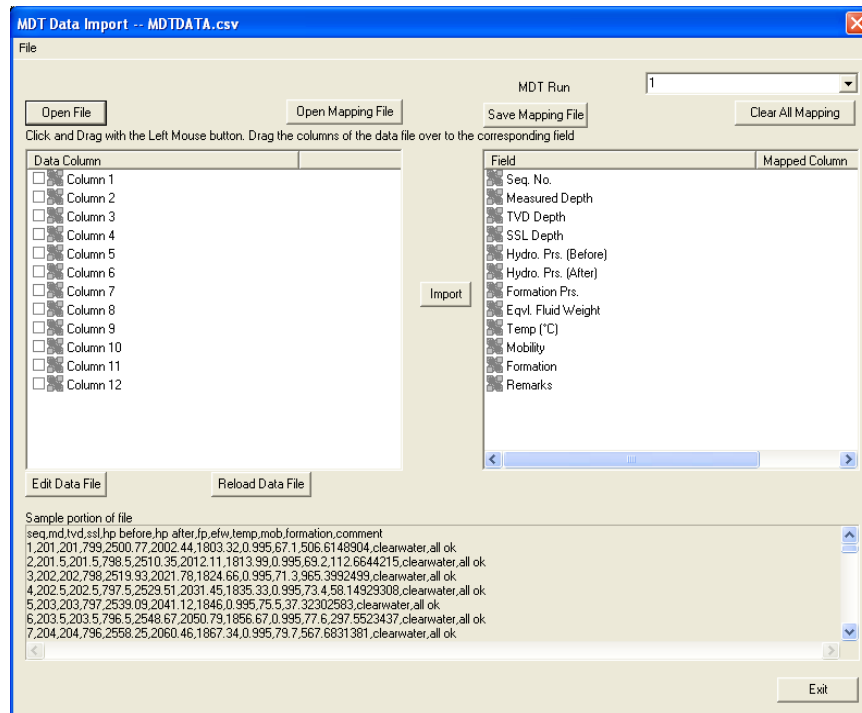 MDT Data Import -- MDTDATA.csv
File
MDT Run 1
Open File Open Mapping File Save Mapping File Clear All Mapping
Click and Drag with the Left Mouse button. Drag the columns of the data file over to the corresponding field
Data Column
Column 1
Column 2
Column 3
Column 4
Column 5
Column 6
Column 7
Column 8
Column 9
Column 10
Column 11
Column 12
Import
Field Mapped Column
Seq. No.
Measured Depth
TVD Depth
SSL Depth
Hydro. Prs. (Before)
Hydro. Prs. (After)
Formation Prs.
Eqvl. Fluid Weight
Temp (°C)
Mobility
Formation
Remarks
Edit Data File Reload Data File
Sample portion of file
seq,md,tvd,ssl,hp before,hp after,fp,efw,temp,mob,formation,comment
1,201,201,799,2500.77,2002.44,1803.32,0.995,67.1,506.6148904,clearwater,all ok
2,201.5,201.5,798.5,2510.35,2012.11,1813.99,0.995,69.2,112.6644215,clearwater,all ok
3,202,202,798,2519.93,2021.78,1824.66,0.995,71.3,965.3992499,clearwater,all ok
4,202.5,202.5,797.5,2529.51,2031.45,1835.33,0.995,73.4,58.14929308,clearwater,all ok
5,203,203,797,2539.09,2041.12,1846,0.995,75.5,37.32302583,clearwater,all ok
6,203.5,203.5,796.5,2548.67,2050.79,1856.67,0.995,77.6,297.5523437,clearwater,all ok
7,204,204,796,2558.25,2060.46,1867.34,0.995,79.7,567.6831381,clearwater,all ok
Exit